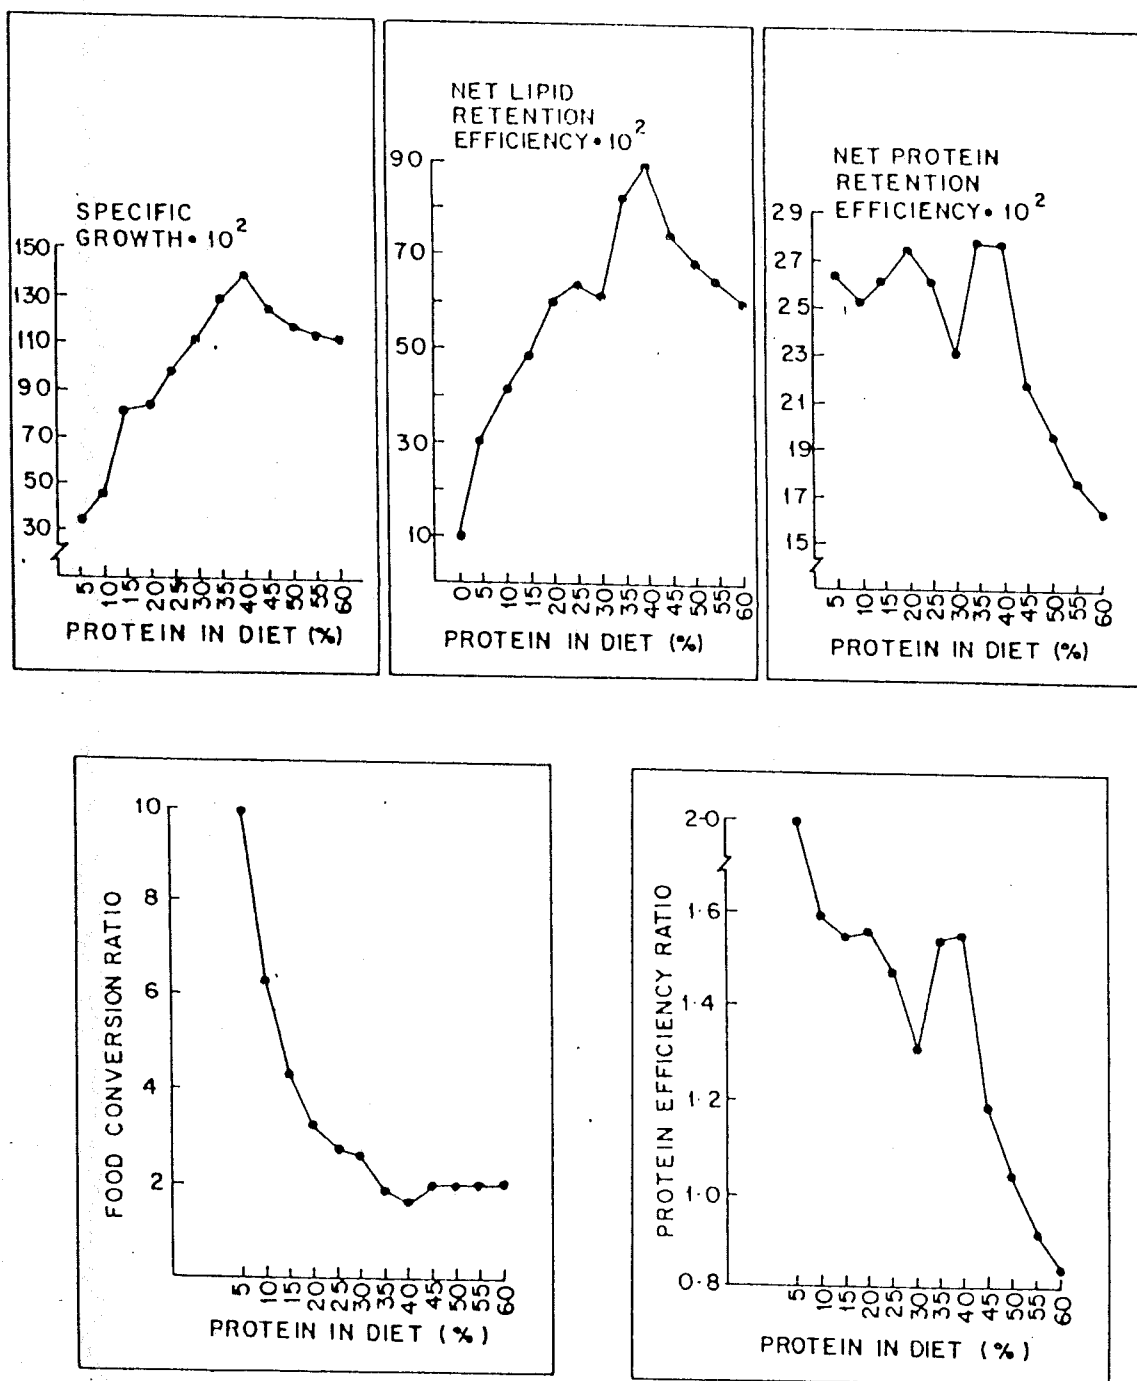 SPECIFIC
GROWTH • 10²
150
130
110
90
70
50
30
5 10 15 20 25 30 35 40 45 50 55 60
PROTEIN IN DIET (%)
NET LIPID
RETENTION
EFFICIENCY • 10²
90
70
50
30
10
0 5 10 15 20 25 30 35 40 45 50 55 60
PROTEIN IN DIET (%)
NET PROTEIN
RETENTION
EFFICIENCY • 10²
29
27
25
23
21
19
17
15
5 10 15 20 25 30 35 40 45 50 55 60
PROTEIN IN DIET (%)
FOOD CONVERSION RATIO
10
8
6
4
2
5 10 15 20 25 30 35 40 45 50 55 60
PROTEIN IN DIET (%)
PROTEIN EFFICIENCY RATIO
2·0
1·6
1·4
1·2
1·0
0·8
5 10 15 20 25 30 35 40 45 50 55 60
PROTEIN IN DIET (%)